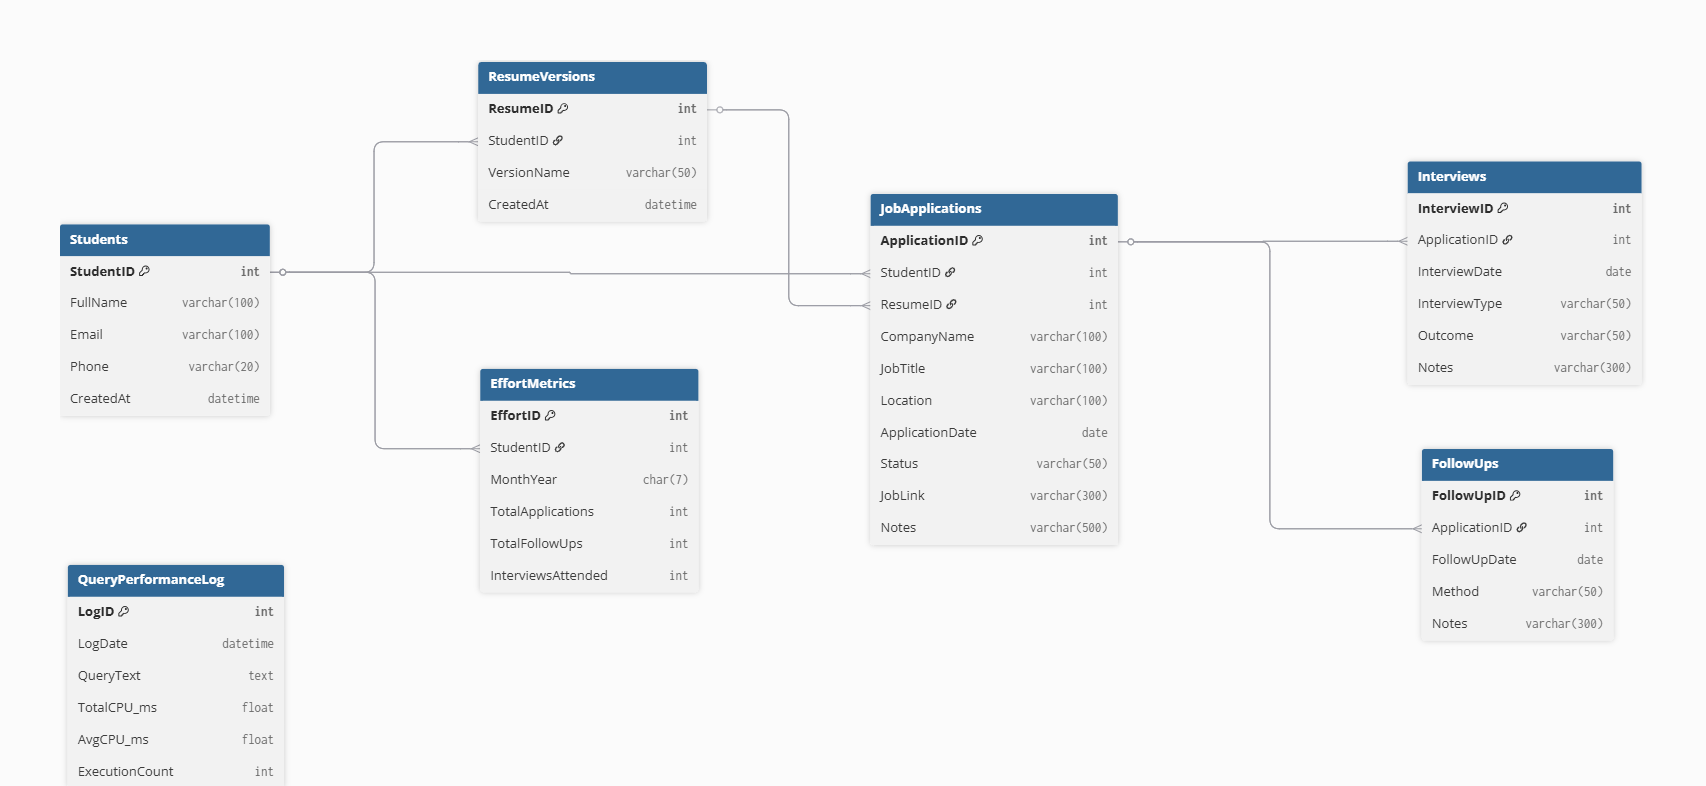 ResumeVersions
ResumeID int
StudentID int
VersionName varchar(50)
CreatedAt datetime
Students
StudentID int
FullName varchar(100)
Email varchar(100)
Phone varchar(20)
CreatedAt datetime
EffortMetrics
EffortID int
StudentID int
MonthYear char(7)
TotalApplications int
TotalFollowUps int
InterviewsAttended int
QueryPerformanceLog
LogID int
LogDate datetime
QueryText text
TotalCPU_ms float
AvgCPU_ms float
ExecutionCount int
JobApplications
ApplicationID int
StudentID int
ResumeID int
CompanyName varchar(100)
JobTitle varchar(100)
Location varchar(100)
ApplicationDate date
Status varchar(50)
JobLink varchar(300)
Notes varchar(500)
Interviews
InterviewID int
ApplicationID int
InterviewDate date
InterviewType varchar(50)
Outcome varchar(50)
Notes varchar(300)
FollowUps
FollowUpID int
ApplicationID int
FollowUpDate date
Method varchar(50)
Notes varchar(300)